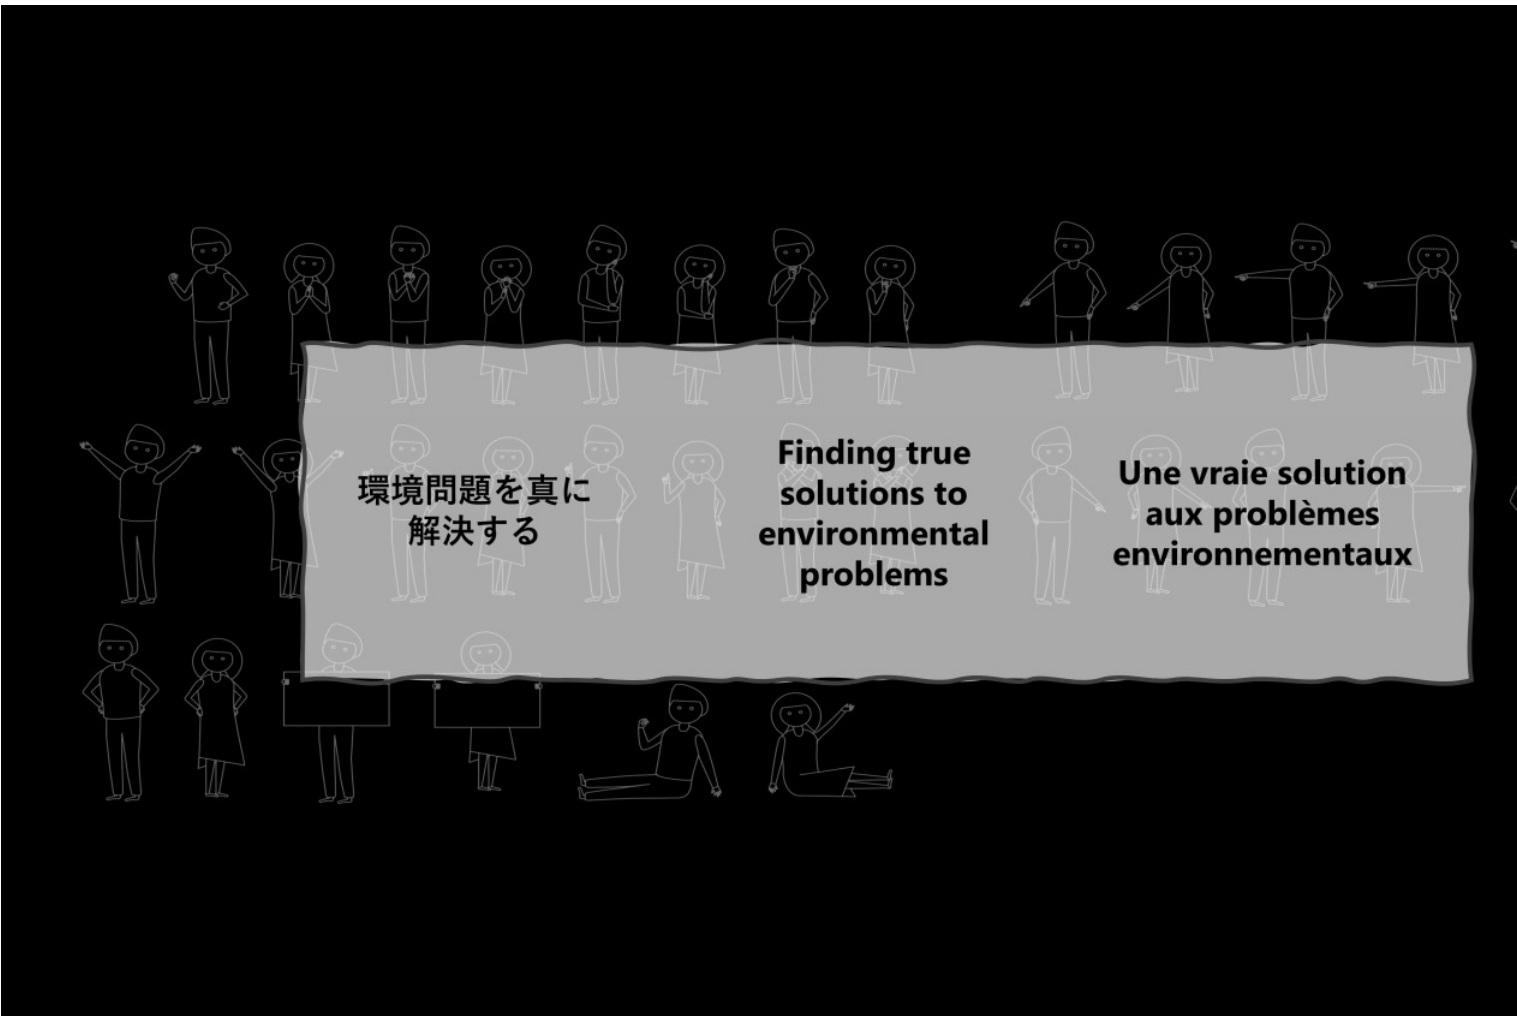 環境問題を真に
解決する
Finding true
solutions to
environmental
problems
Une vraie solution
aux problèmes
environnementaux